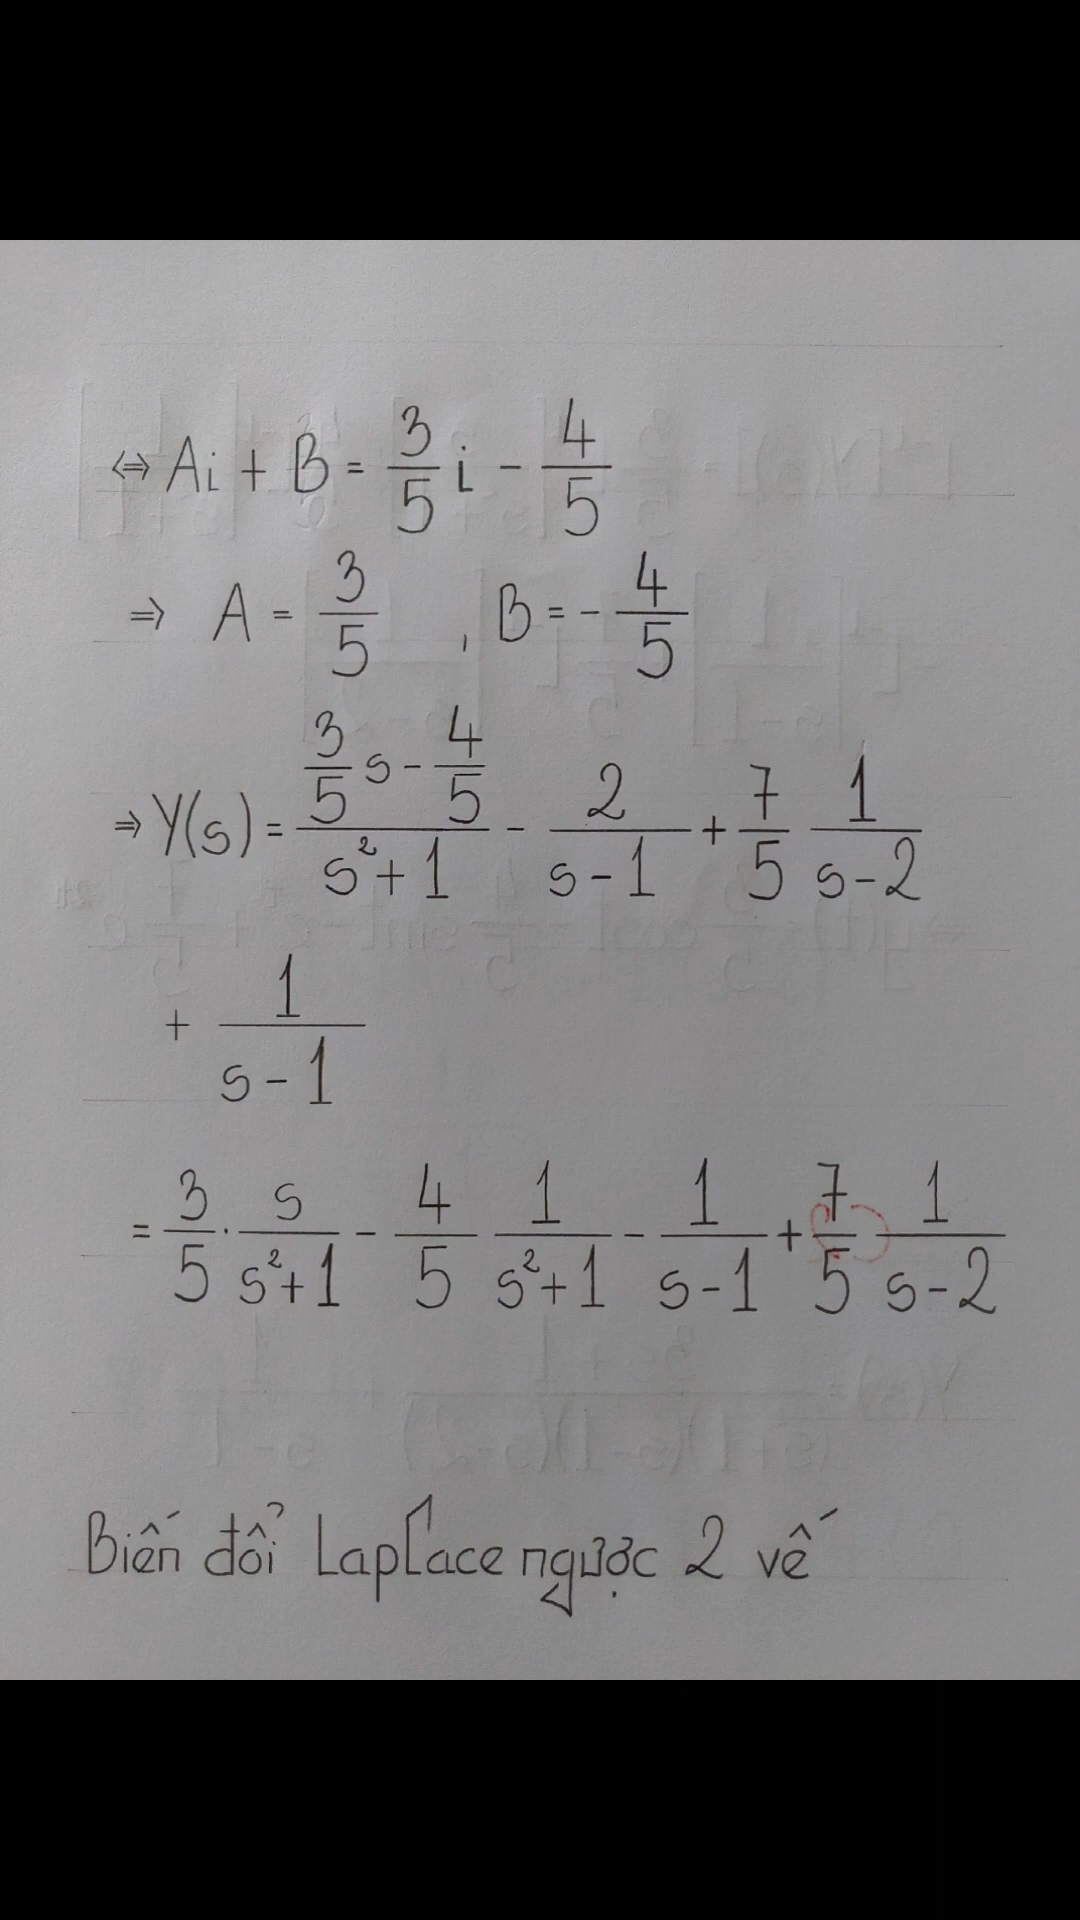 ⇔ Ai + B = 3/5 i - 4/5
⇒ A = 3/5 , B = - 4/5
⇒ Y(s) = (3/5 s - 4/5)/(s²+1) - 2/(s-1) + 7/5 1/(s-2)
+ 1/(s-1)
= 3/5 · s/(s²+1) - 4/5 1/(s²+1) - 1/(s-1) + 7/5 1/(s-2)
Biến đổi Laplace ngược 2 vế